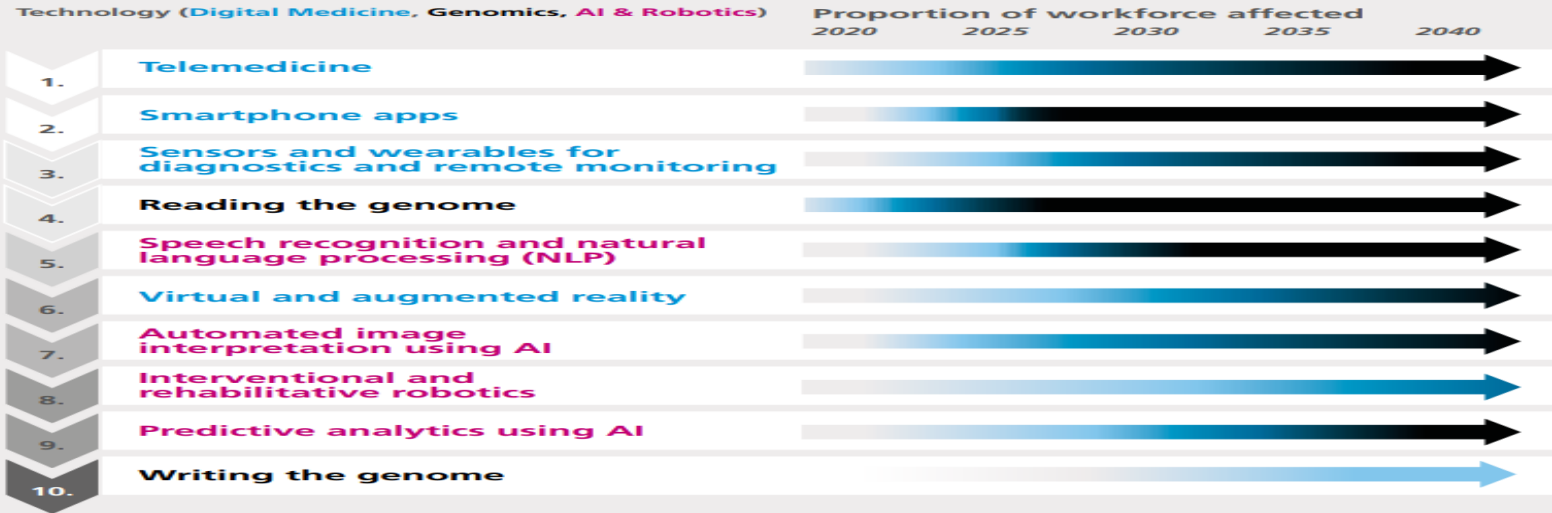 Technology (Digital Medicine, Genomics, AI & Robotics)
Proportion of workforce affected
2020 2025 2030 2035 2040
1. Telemedicine
2. Smartphone apps
3. Sensors and wearables for
diagnostics and remote monitoring
4. Reading the genome
5. Speech recognition and natural
language processing (NLP)
6. Virtual and augmented reality
7. Automated image
interpretation using AI
8. Interventional and
rehabilitative robotics
9. Predictive analytics using AI
10. Writing the genome